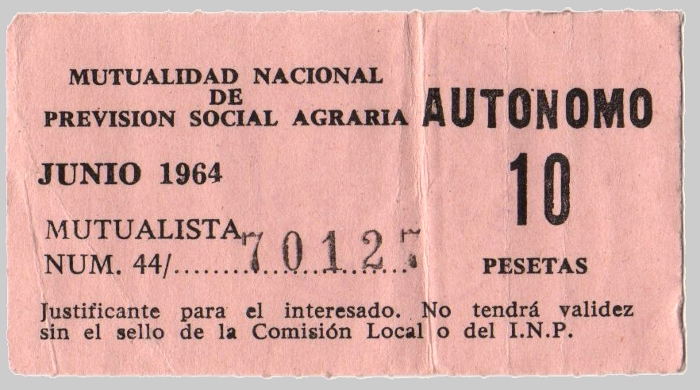 MUTUALIDAD NACIONAL
DE
PREVISION SOCIAL AGRARIA
JUNIO 1964
MUTUALISTA
NUM. 44/ 70127
AUTONOMO
10
PESETAS
Justificante para el interesado. No tendrá validez
sin el sello de la Comisión Local o del I.N.P.